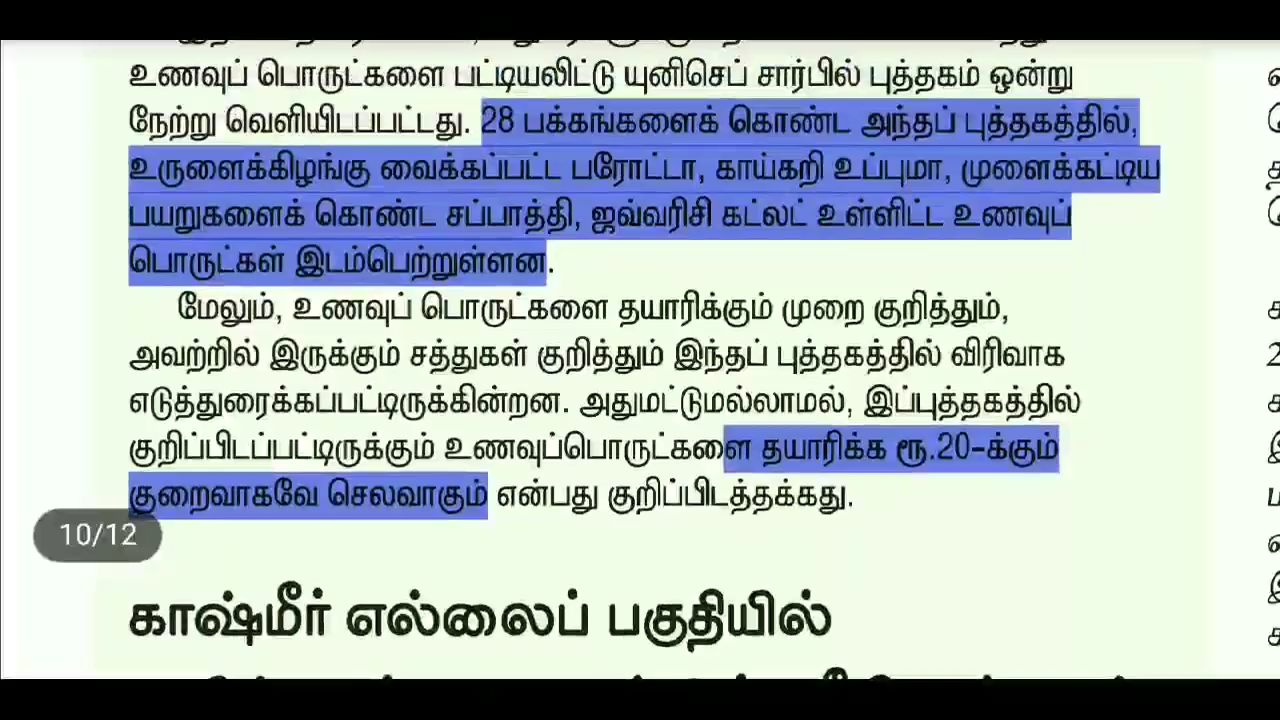 உணவுப் பொருட்களை பட்டியலிட்டு யுனிசெப் சார்பில் புத்தகம் ஒன்று
நேற்று வெளியிடப்பட்டது. 28 பக்கங்களைக் கொண்ட அந்தப் புத்தகத்தில்,
உருளைக்கிழங்கு வைக்கப்பட்ட பரோட்டா, காய்கறி உப்புமா, முளைக்கட்டிய
பயறுகளைக் கொண்ட சப்பாத்தி, ஜவ்வரிசி கட்லட் உள்ளிட்ட உணவுப்
பொருட்கள் இடம்பெற்றுள்ளன.
மேலும், உணவுப் பொருட்களை தயாரிக்கும் முறை குறித்தும்,
அவற்றில் இருக்கும் சத்துகள் குறித்தும் இந்தப் புத்தகத்தில் விரிவாக
எடுத்துரைக்கப்பட்டிருக்கின்றன. அதுமட்டுமல்லாமல், இப்புத்தகத்தில்
குறிப்பிடப்பட்டிருக்கும் உணவுப்பொருட்களை தயாரிக்க ரூ.20-க்கும்
குறைவாகவே செலவாகும் என்பது குறிப்பிடத்தக்கது.
10/12
காஷ்மீர் எல்லைப் பகுதியில்